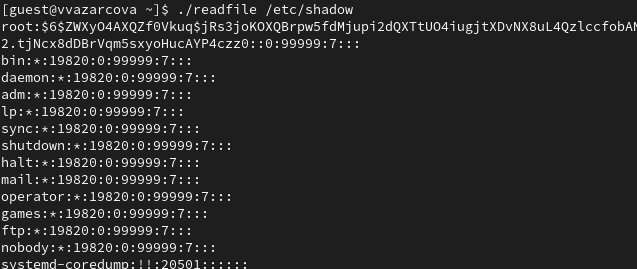 [guest@vvazarcova ~]$ ./readfile /etc/shadow
root:$6$ZWXyO4AXQZf0Vkuq$jRs3joKOXQBrpw5fdMjupi2dQXTtUO4iugjtXDvNX8uL4QzlccfobAN
2.tjNcx8dDBrVqm5sxyoHucAYP4czz0::0:99999:7:::
bin:*:19820:0:99999:7:::
daemon:*:19820:0:99999:7:::
adm:*:19820:0:99999:7:::
lp:*:19820:0:99999:7:::
sync:*:19820:0:99999:7:::
shutdown:*:19820:0:99999:7:::
halt:*:19820:0:99999:7:::
mail:*:19820:0:99999:7:::
operator:*:19820:0:99999:7:::
games:*:19820:0:99999:7:::
ftp:*:19820:0:99999:7:::
nobody:*:19820:0:99999:7:::
systemd-coredump:!!:20501::::::